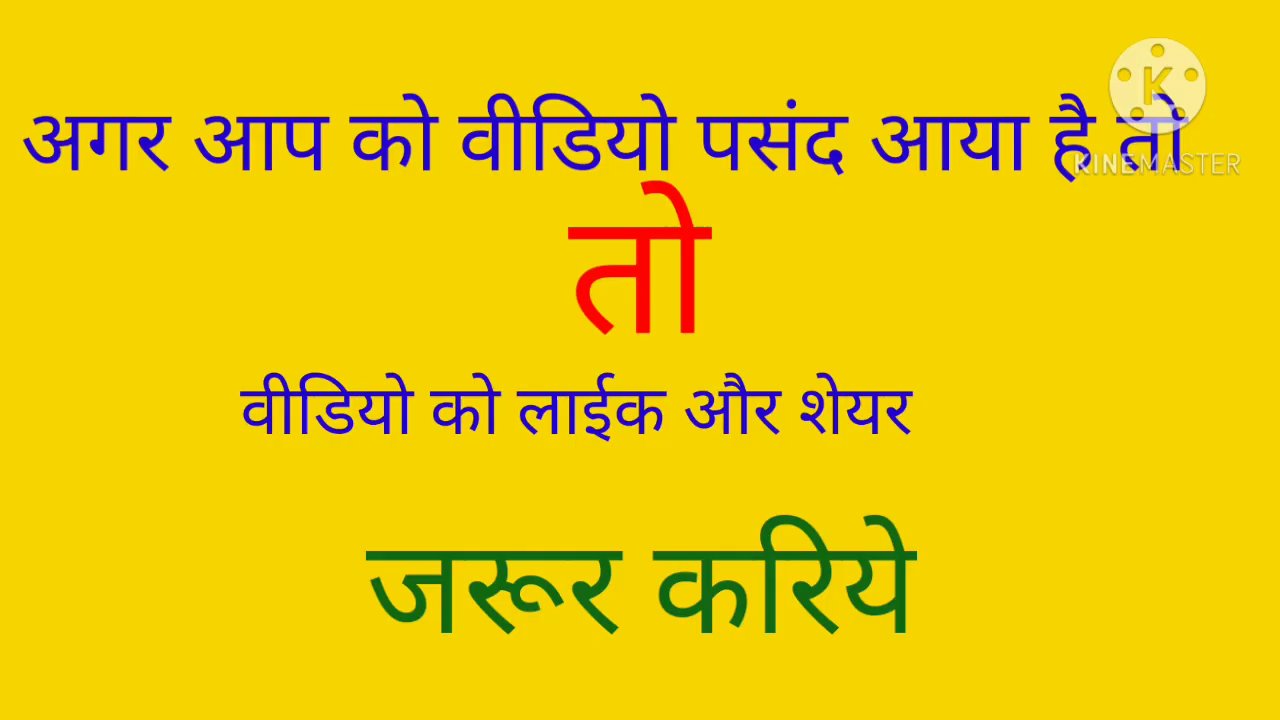 अगर आप को वीडियो पसंद आया है तो
K
KINEMASTER
तो
वीडियो को लाईक और शेयर
जरूर करिये